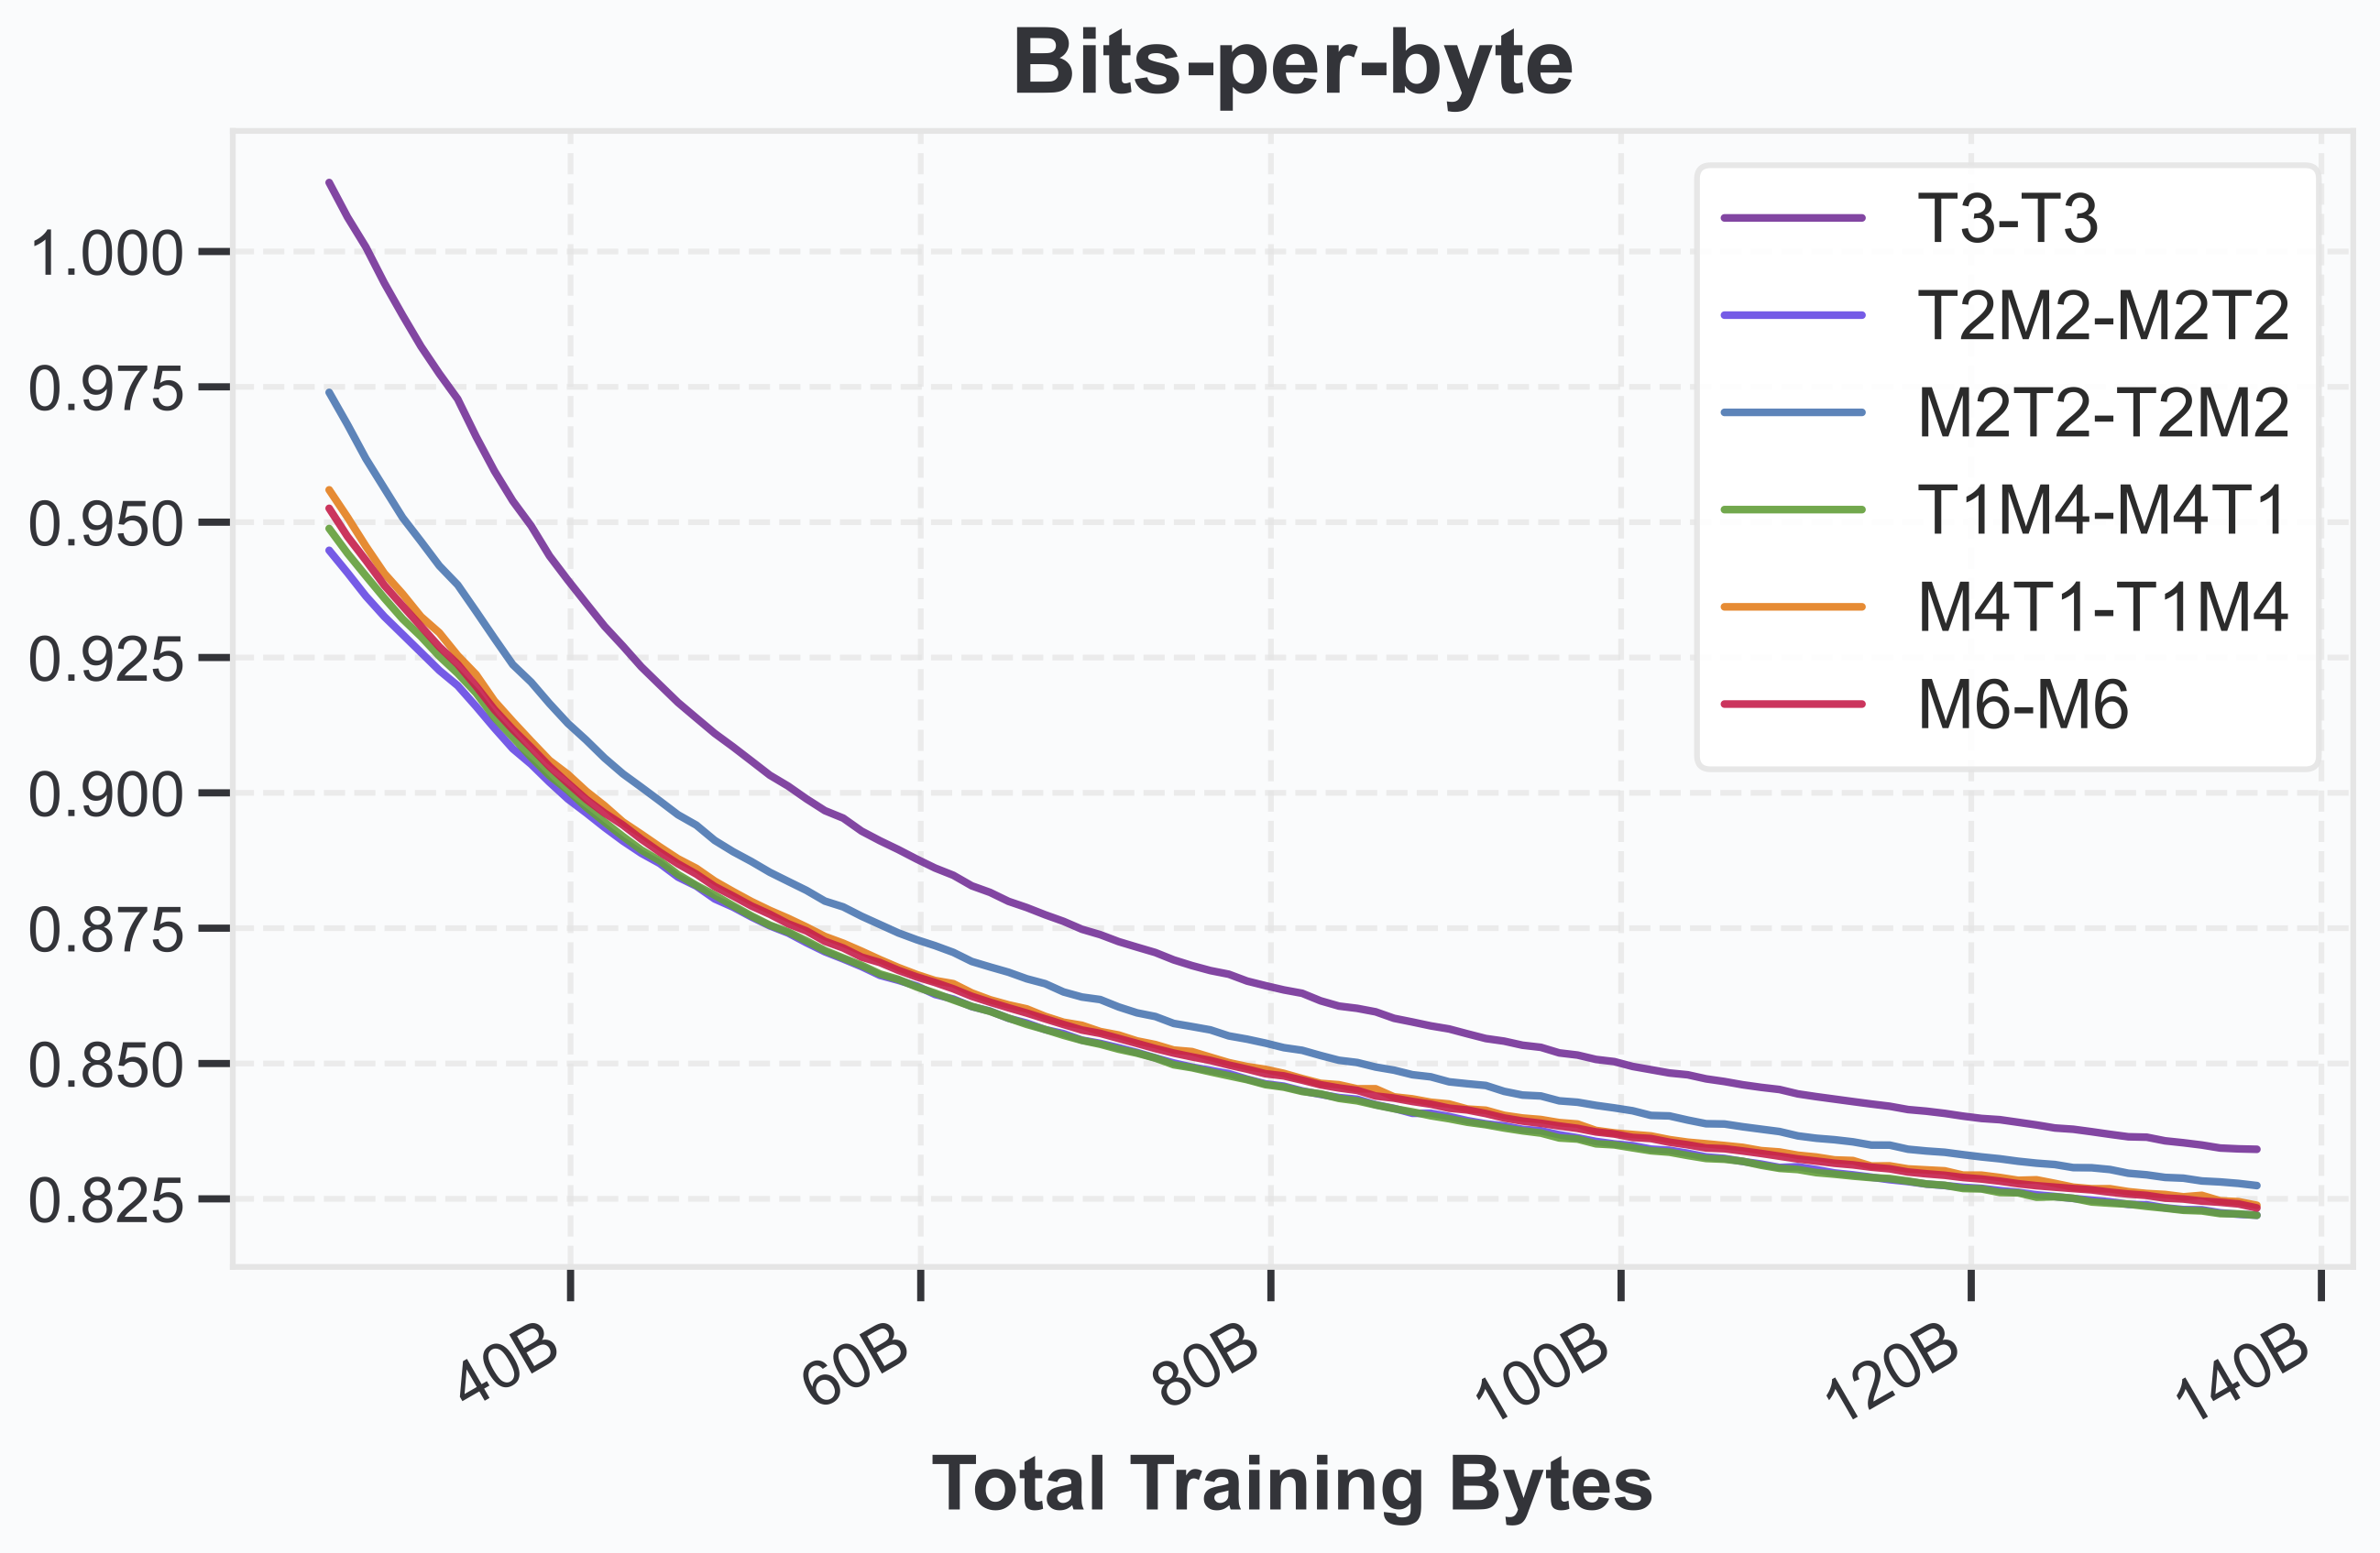 Bits-per-byte
1.000
0.975
0.950
0.925
0.900
0.875
0.850
0.825
T3-T3
T2M2-M2T2
M2T2-T2M2
T1M4-M4T1
M4T1-T1M4
M6-M6
40B
60B
80B
100B
120B
140B
Total Training Bytes